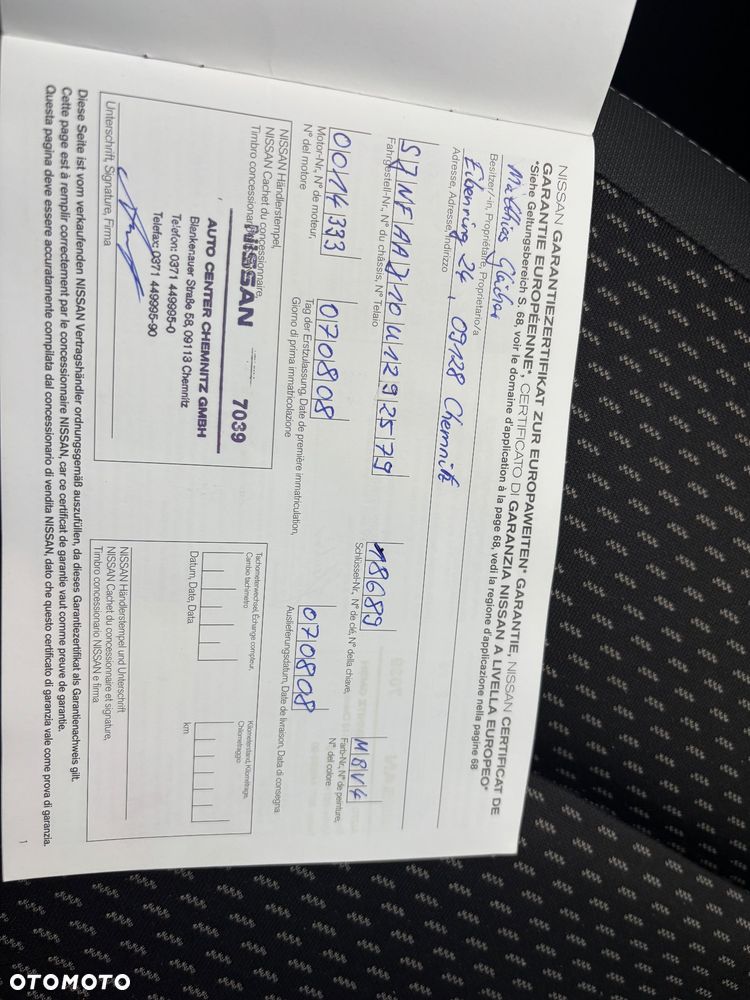 NISSAN GARANTIEZERTIFIKAT ZUR EUROPAWEITEN* GARANTIE, NISSAN CERTIFICAT DE
GARANTIE EUROPÉENNE*, CERTIFICATO DI GARANZIA NISSAN A LIVELLA EUROPEO*
*Siehe Geltungsbereich S. 68, voir le domaine d'application à la page 68, vedi la regione d'applicazione nella pagine 68
Matthias
Besitzer/-in, Propriétaire, Proprietario/a
Eibenring 24, 09128 Chemnitz
Adresse, Adresse, Indirizzo
SJNFAAJ10U1292579
Fahrgestell-Nr., N° du châssis, N° Telaio
18689
Schlüssel-Nr., N° de clé, N° della chiave,
M8V4
Farb-Nr., N° de peinture,
N° del colore
0014333
Motor-Nr., N° de moteur,
N° del motore
070808
Tag der Erstzulassung, Date de première immatriculation,
Giorno di prima immatricolazione
070808
Auslieferungsdatum, Date de livraison, Data di consegna
NISSAN Händlerstempel,
NISSAN Cachet du concessionnaire,
Timbro concessionario
NISSAN 7039
AUTO CENTER CHEMNITZ GMBH
Blankenauer Straße 58, 09113 Chemnitz
Telefon: 0371 449995-0
Telefax: 0371 449995-90
Unterschrift, Signature, Firma
Tachometerwechsel, Echange compteur,
Cambio tachimetro
Kilometerstand, Kilométrage,
Chilometraggio
Datum, Date, Data
km
NISSAN Händlerstempel und Unterschrift
NISSAN Cachet du concessionnaire et signature,
Timbro concessionario NISSAN e firma
Diese Seite ist vom verkaufenden NISSAN Vertragshändler ordnungsgemäß auszufüllen, da dieses Garantiezertifikat als Garantienachweis gilt.
Cette page est à remplir correctement par le concessionnaire NISSAN, car ce certificat de garantie vaut comme preuve de garantie.
Questa pagina deve essere accuratamente compilata dal concessionario di vendita NISSAN, dato che questo certificato di garanzia vale come prova di garanzia.
1
OTOMOTO